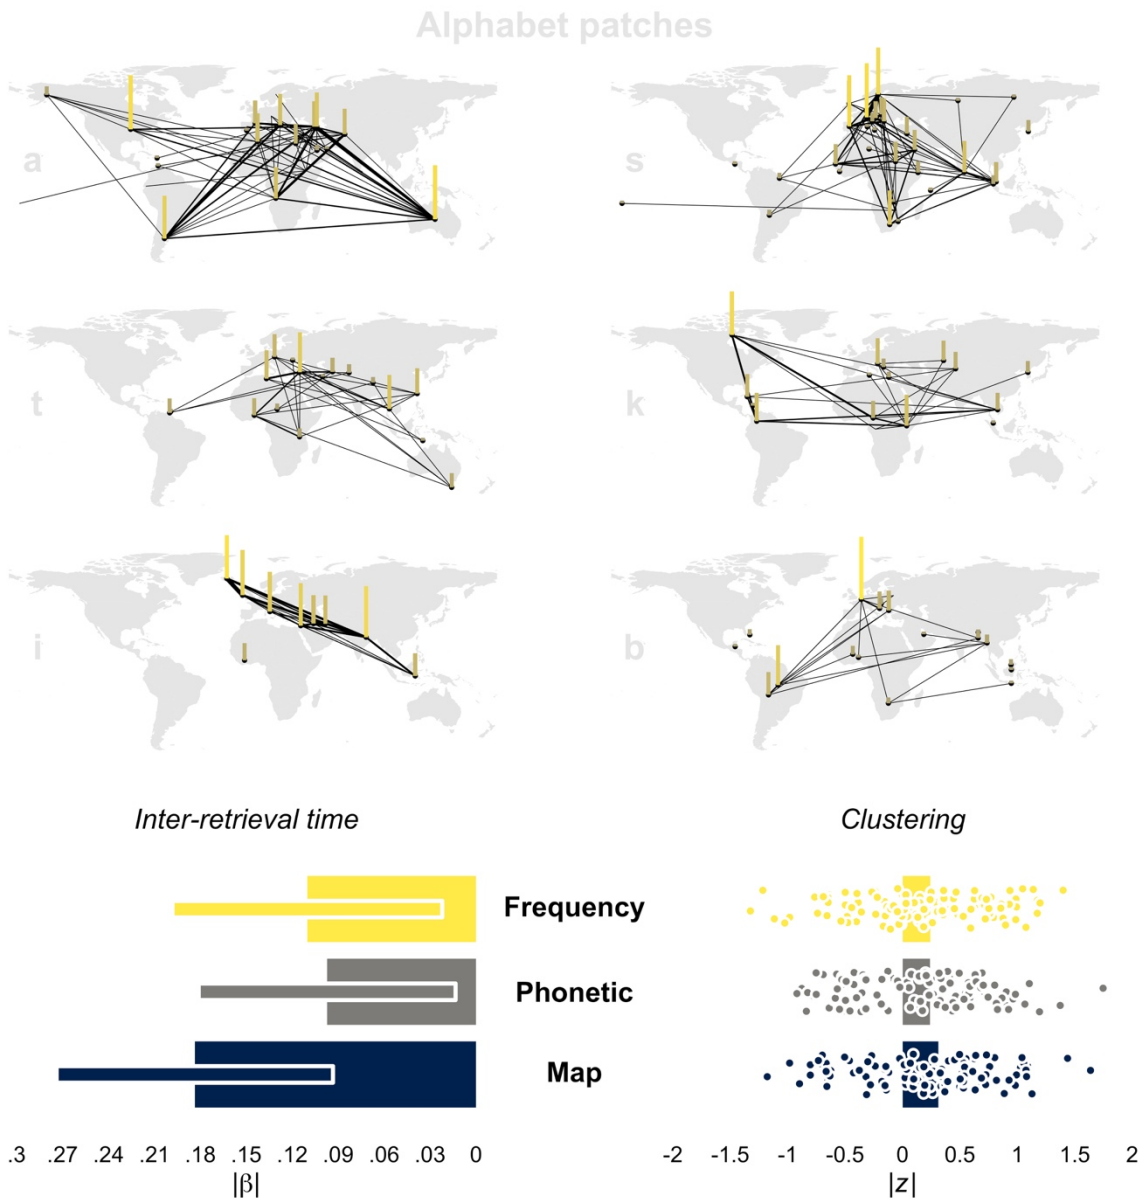 Alphabet patches
a
s
t
k
i
b
Inter-retrieval time
Clustering
Frequency
Phonetic
Map
.3 .27 .24 .21 .18 .15 .12 .09 .06 .03 0
|β|
-2 -1.5 -1 -0.5 0 0.5 1 1.5 2
|z|